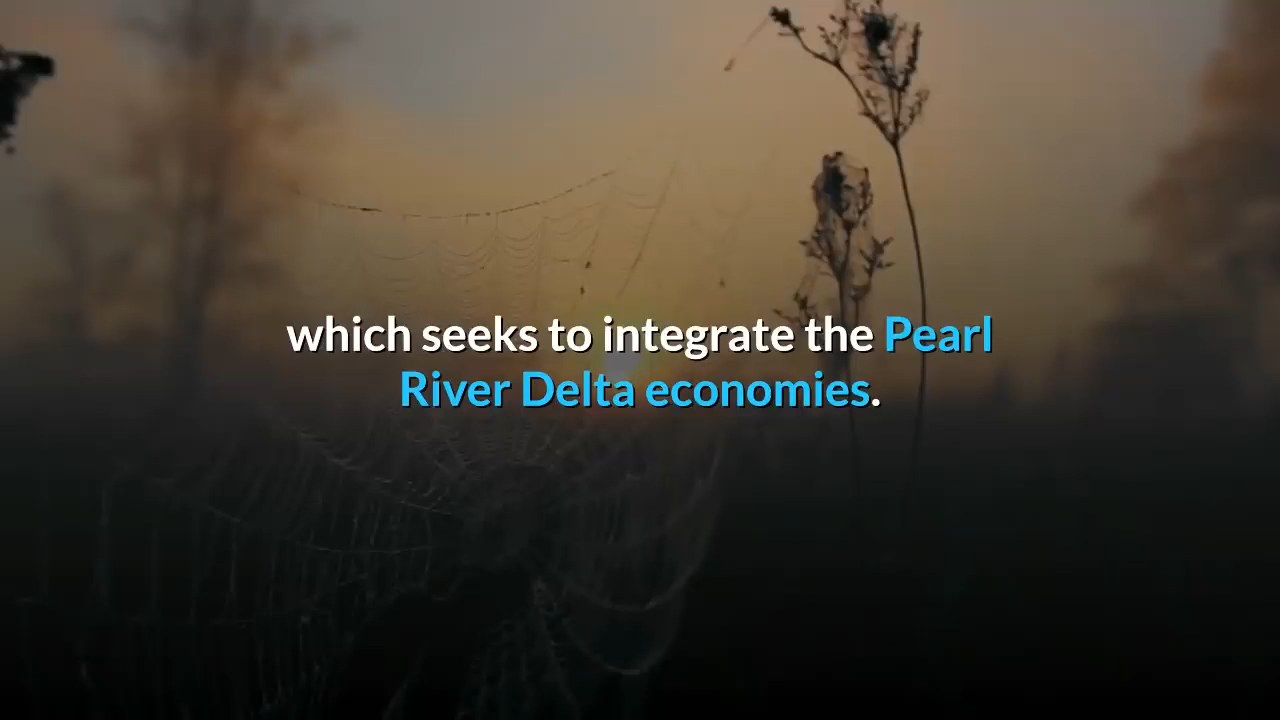 which seeks to integrate the Pearl
River Delta economies.